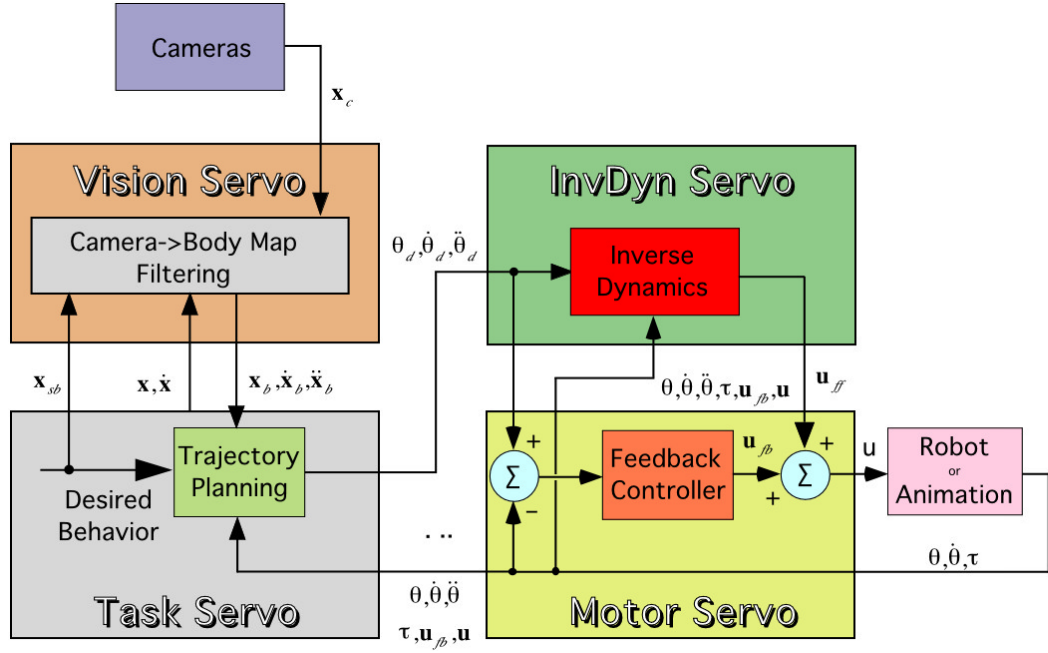 Cameras
x_c
Vision Servo
InvDyn Servo
Camera->Body Map
Filtering
θ_d, θ̇_d, θ̈_d
Inverse
Dynamics
x_sb
x, ẋ
x_b, ẋ_b, ẍ_b
θ, θ̇, θ̈, τ, u_fb, u
u_ff
Trajectory
Planning
Desired
Behavior
+
Σ
−
Feedback
Controller
u_fb
+
Σ
+
u
Robot
or
Animation
. ..
θ, θ̇, θ̈
τ, u_fb, u
θ, θ̇, τ
Task Servo
Motor Servo